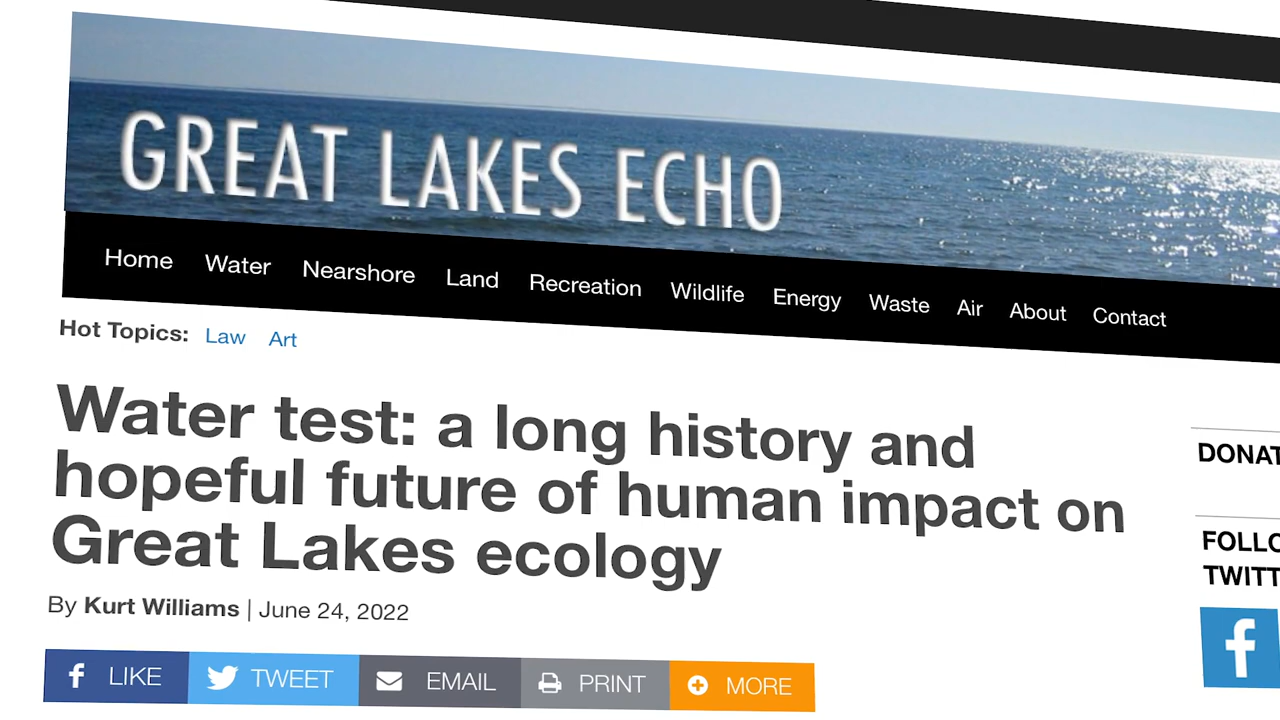 GREAT LAKES ECHO
Home Water Nearshore Land Recreation Wildlife Energy Waste Air About Contact
Hot Topics: Law Art
Water test: a long history and
hopeful future of human impact on
Great Lakes ecology
By Kurt Williams | June 24, 2022
LIKE TWEET EMAIL PRINT MORE
DONAT
FOLLO
TWITT